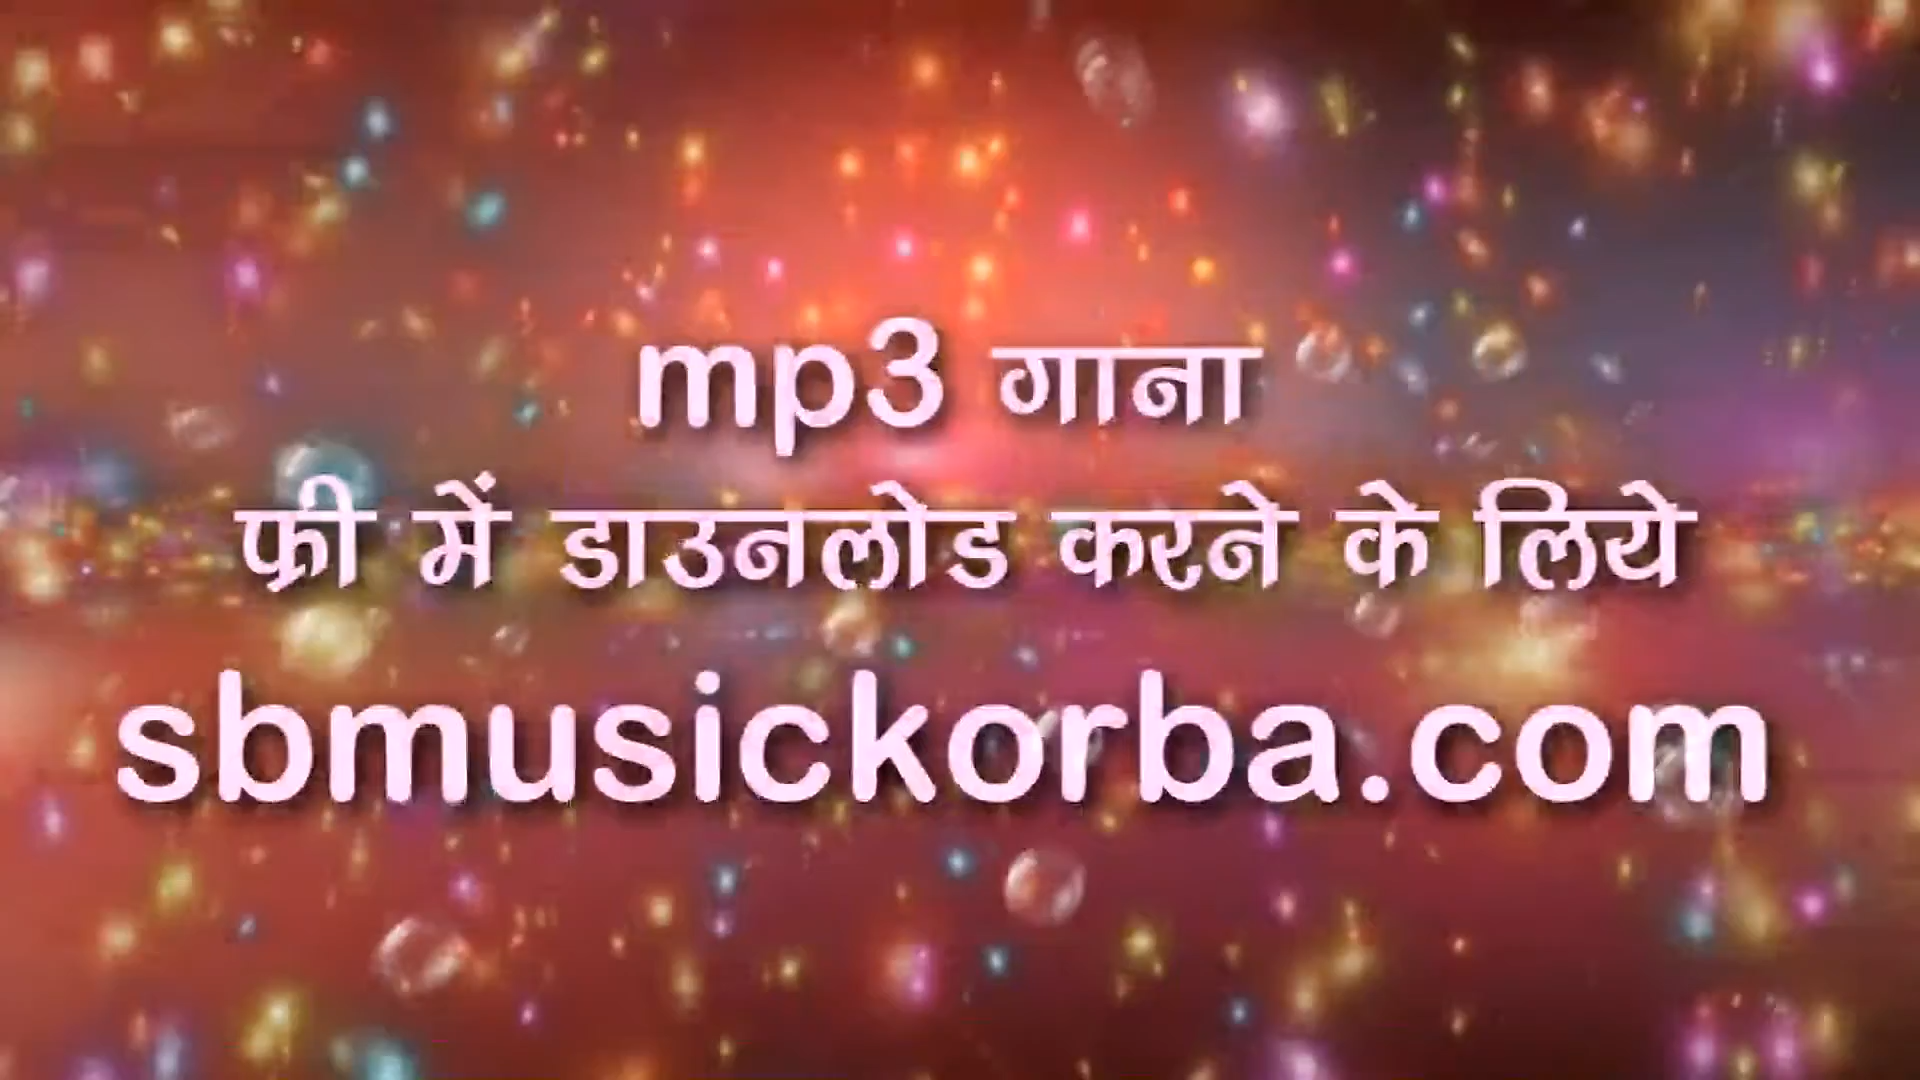 mp3 गाना
फ्री में डाउनलोड करने के लिये
sbmusickorba.com